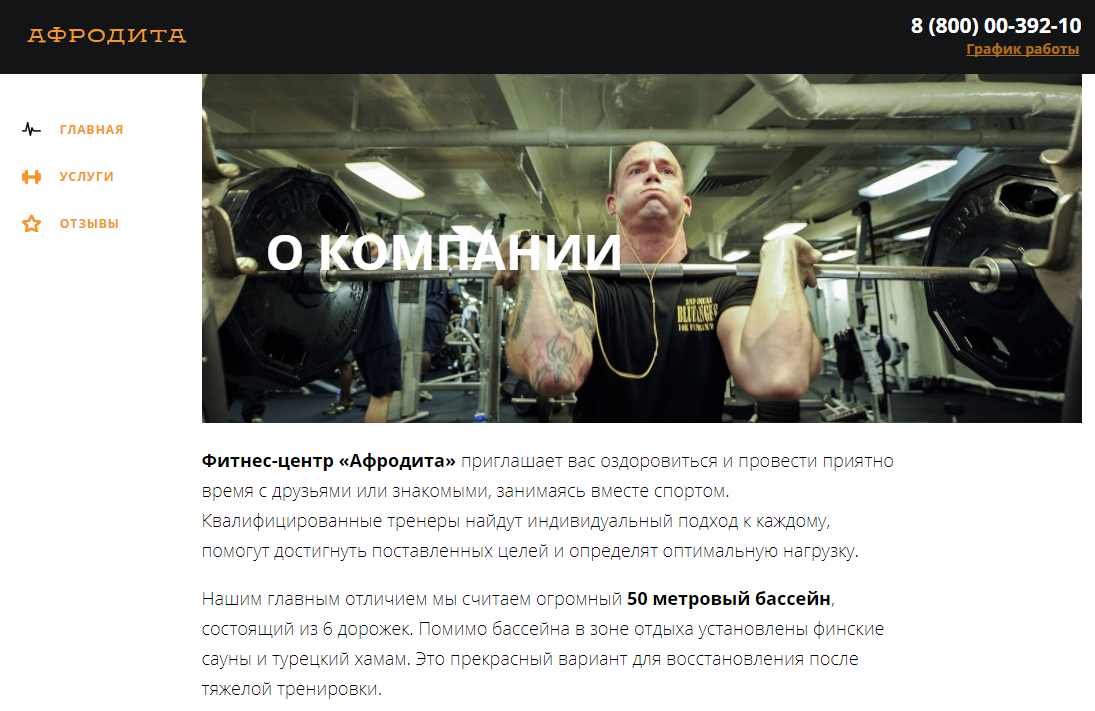 АФРОДИТА
8 (800) 00-392-10
График работы
ГЛАВНАЯ
УСЛУГИ
ОТЗЫВЫ
О КОМПАНИИ
Фитнес-центр «Афродита» приглашает вас оздоровиться и провести приятно
время с друзьями или знакомыми, занимаясь вместе спортом.
Квалифицированные тренеры найдут индивидуальный подход к каждому,
помогут достигнуть поставленных целей и определят оптимальную нагрузку.
Нашим главным отличием мы считаем огромный 50 метровый бассейн,
состоящий из 6 дорожек. Помимо бассейна в зоне отдыха установлены финские
сауны и турецкий хамам. Это прекрасный вариант для восстановления после
тяжелой тренировки.